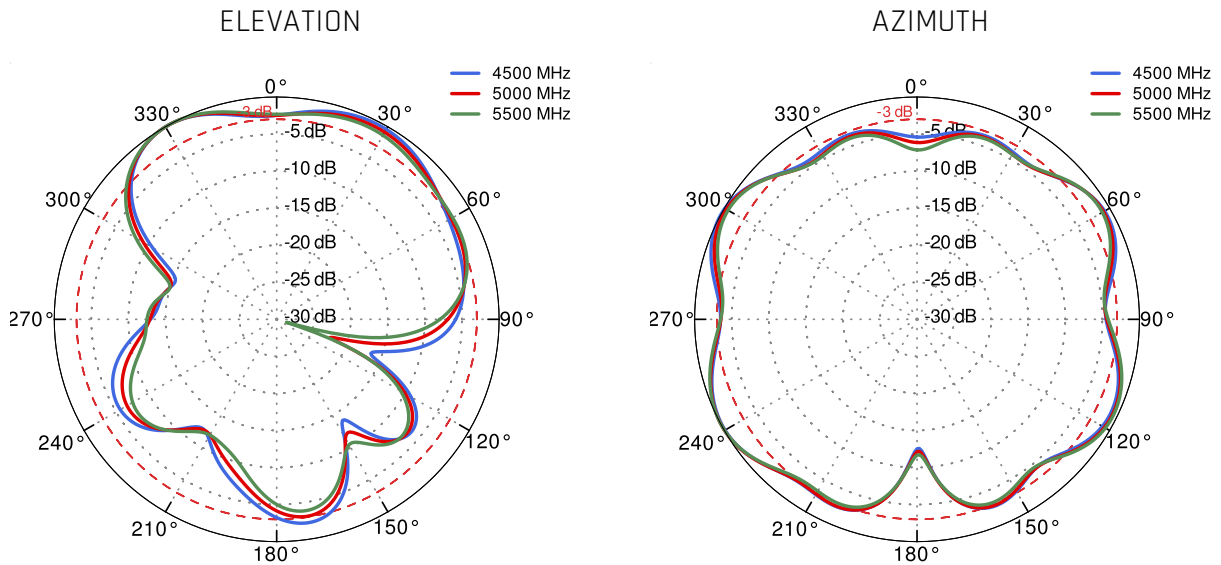 ELEVATION
4500 MHz
5000 MHz
5500 MHz
0°
30°
60°
90°
120°
150°
180°
210°
240°
270°
300°
330°
-3 dB
-5 dB
-10 dB
-15 dB
-20 dB
-25 dB
-30 dB
AZIMUTH
4500 MHz
5000 MHz
5500 MHz
0°
30°
60°
90°
120°
150°
180°
210°
240°
270°
300°
330°
-3 dB
-5 dB
-10 dB
-15 dB
-20 dB
-25 dB
-30 dB